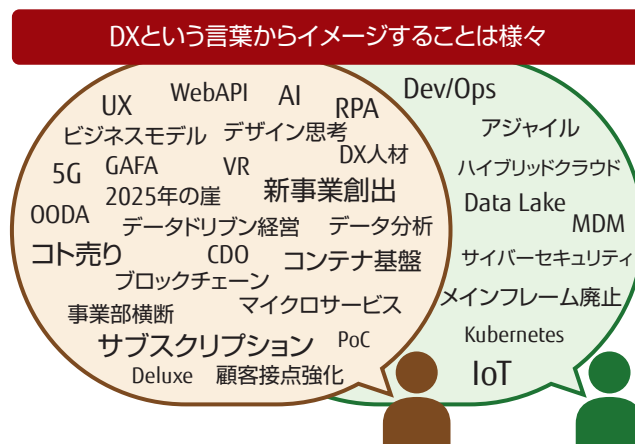 DXという言葉からイメージすることは様々
UX
WebAPI
AI
RPA
ビジネスモデル
デザイン思考
5G
GAFA
VR
DX人材
2025年の崖
新事業創出
OODA
データドリブン経営
データ分析
コト売り
CDO
コンテナ基盤
ブロックチェーン
事業部横断
マイクロサービス
サブスクリプション
PoC
Deluxe
顧客接点強化
Dev/Ops
アジャイル
ハイブリッドクラウド
Data Lake
MDM
サイバーセキュリティ
メインフレーム廃止
Kubernetes
IoT